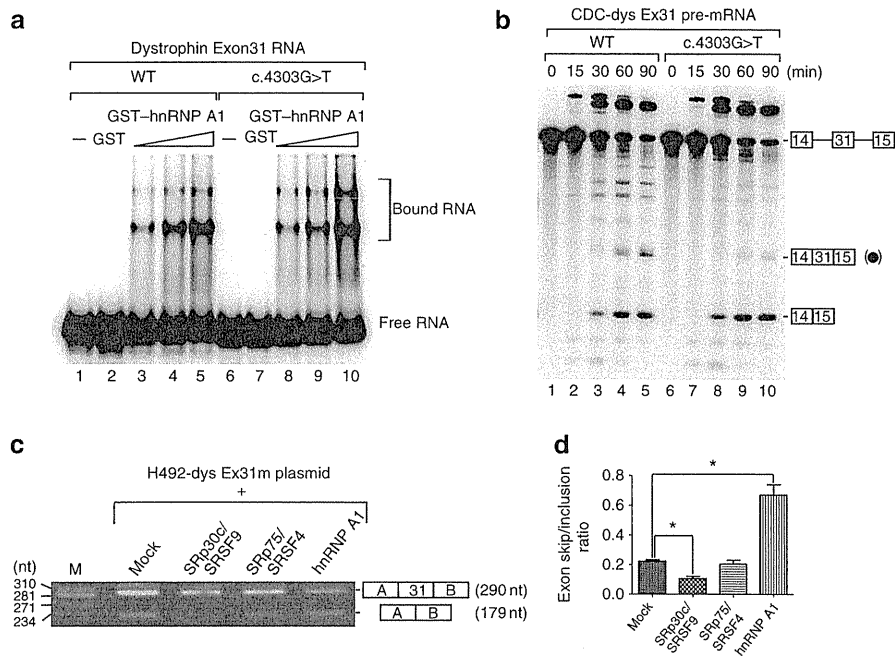 a
Dystrophin Exon31 RNA
WT c.4303G>T
GST–hnRNP A1 GST–hnRNP A1
– GST – GST
Bound RNA
Free RNA
1 2 3 4 5 6 7 8 9 10
b
CDC-dys Ex31 pre-mRNA
WT c.4303G>T
0 15 30 60 90 0 15 30 60 90 (min)
14 31 15
14 31 15 (●)
14 15
1 2 3 4 5 6 7 8 9 10
c
H492-dys Ex31m plasmid
+
(nt) M Mock SRp30c/SRSF9 SRp75/SRSF4 hnRNP A1
310
281
271
234
A 31 B (290 nt)
A B (179 nt)
d
Exon skip/inclusion
ratio
0.8
0.6
0.4
0.2
0.0
*
*
Mock
SRp30c/
SRSF9
SRp75/
SRSF4
hnRNP A1